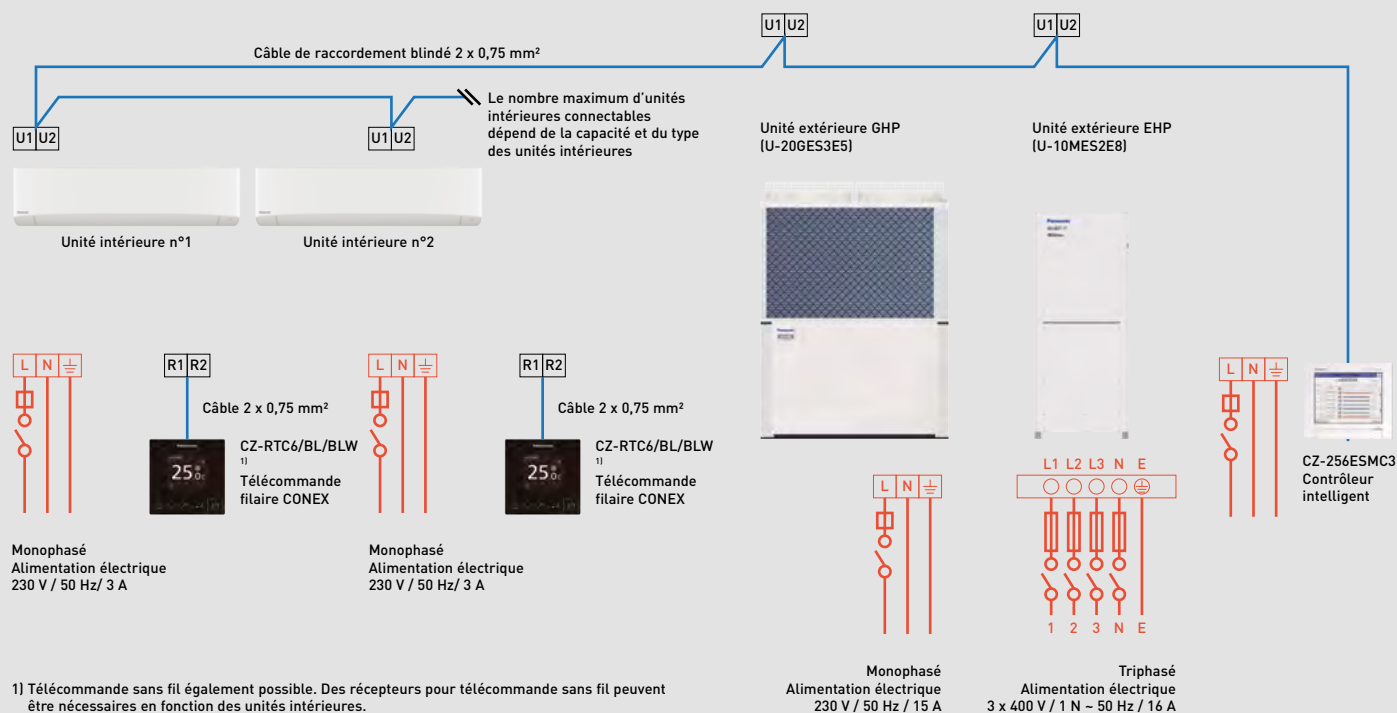 U1 U2
U1 U2
Câble de raccordement blindé 2 x 0,75 mm²
Le nombre maximum d'unités
intérieures connectables
dépend de la capacité et du type
des unités intérieures
U1 U2
U1 U2
Unité extérieure GHP
(U-20GES3E5)
Unité extérieure EHP
(U-10MES2E8)
Unité intérieure n°1
Unité intérieure n°2
Panasonic
Panasonic
L N
R1 R2
Câble 2 x 0,75 mm²
CZ-RTC6/BL/BLW
1)
Télécommande
filaire CONEX
25.0
L N
R1 R2
Câble 2 x 0,75 mm²
CZ-RTC6/BL/BLW
1)
Télécommande
filaire CONEX
25.0
L N
CZ-256ESMC3
Contrôleur
intelligent
L N
L1 L2 L3 N E
1 2 3 N E
Monophasé
Alimentation électrique
230 V / 50 Hz/ 3 A
Monophasé
Alimentation électrique
230 V / 50 Hz/ 3 A
Monophasé
Alimentation électrique
230 V / 50 Hz / 15 A
Triphasé
Alimentation électrique
3 x 400 V / 1 N ~ 50 Hz / 16 A
1) Télécommande sans fil également possible. Des récepteurs pour télécommande sans fil peuvent
être nécessaires en fonction des unités intérieures.